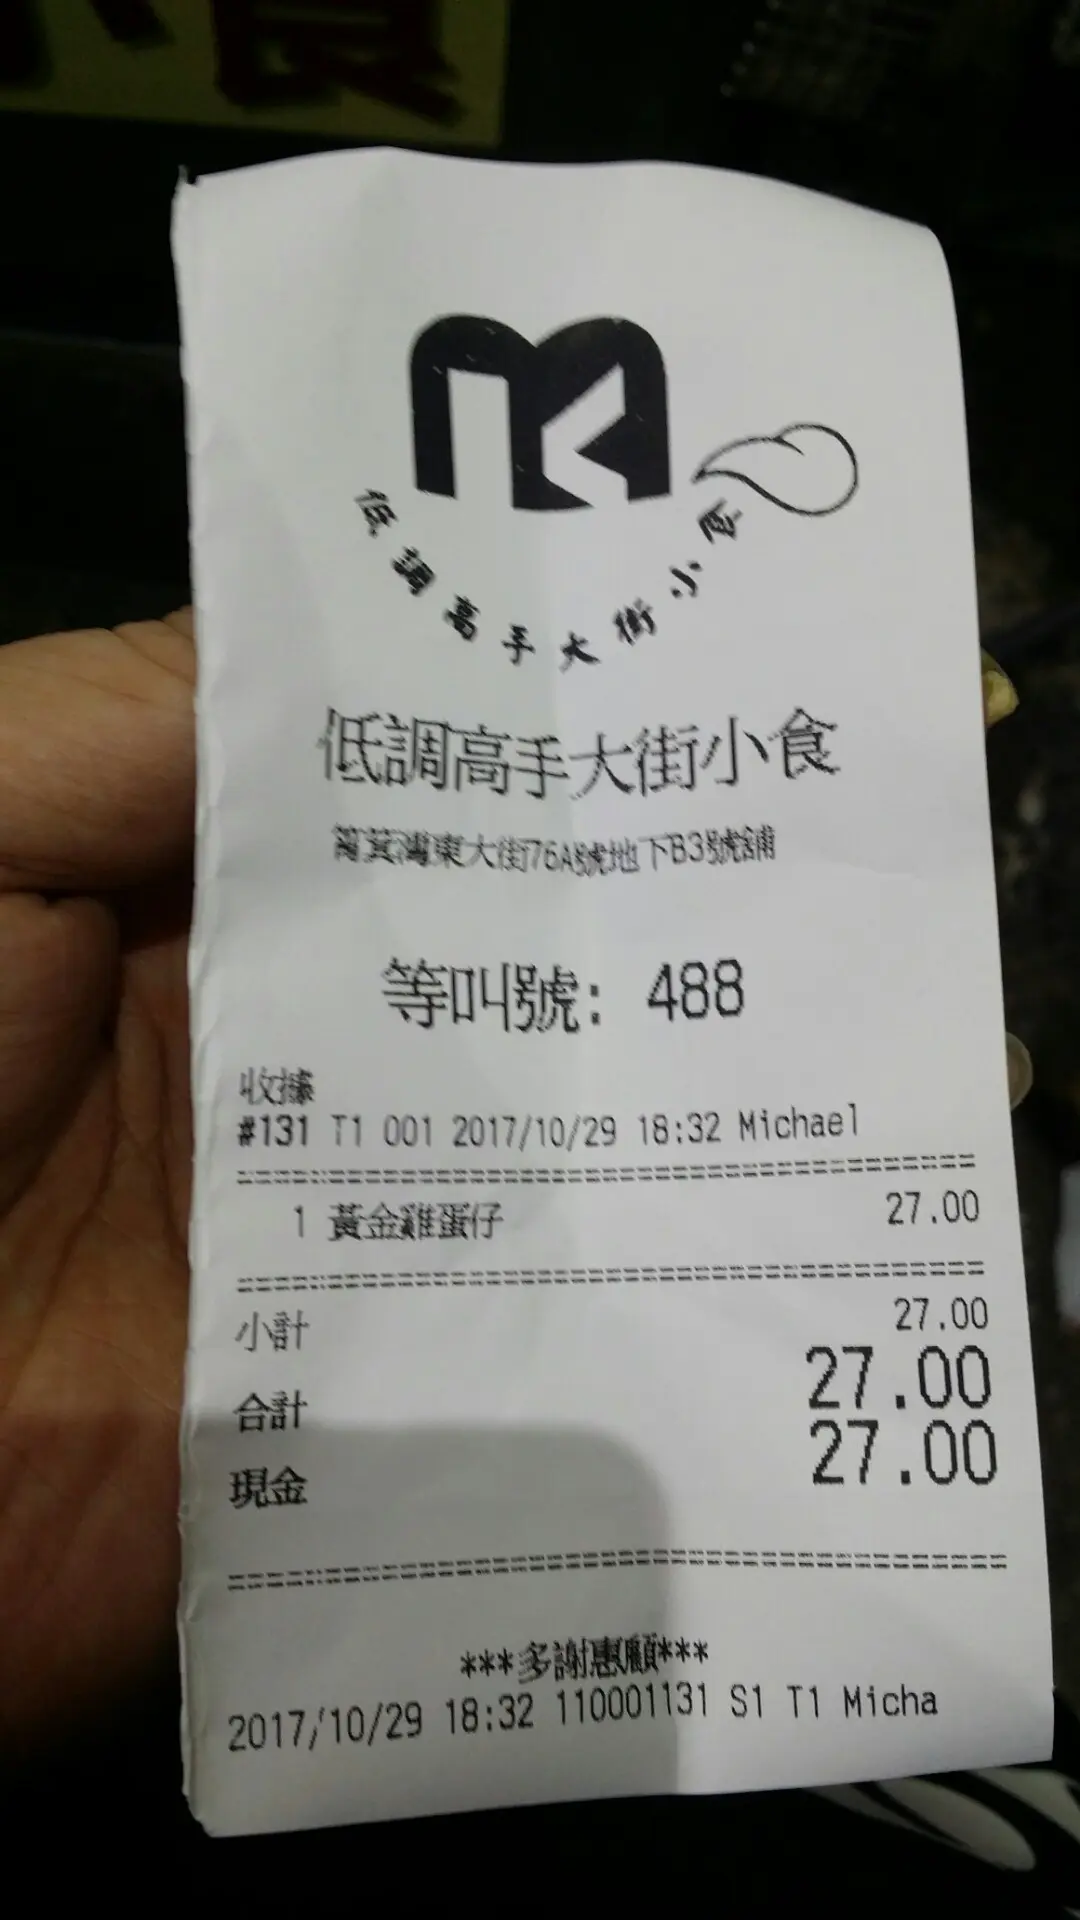 食
MK
低調高手大街小食
低調高手大街小食
筲箕灣東大街76A號地下B3號舖
等叫號: 488
收據
#131 T1 001 2017/10/29 18:32 Michael
1 黃金雞蛋仔 27.00
小計 27.00
合計 27.00
現金 27.00
***多謝惠顧***
2017/10/29 18:32 110001131 S1 T1 Micha